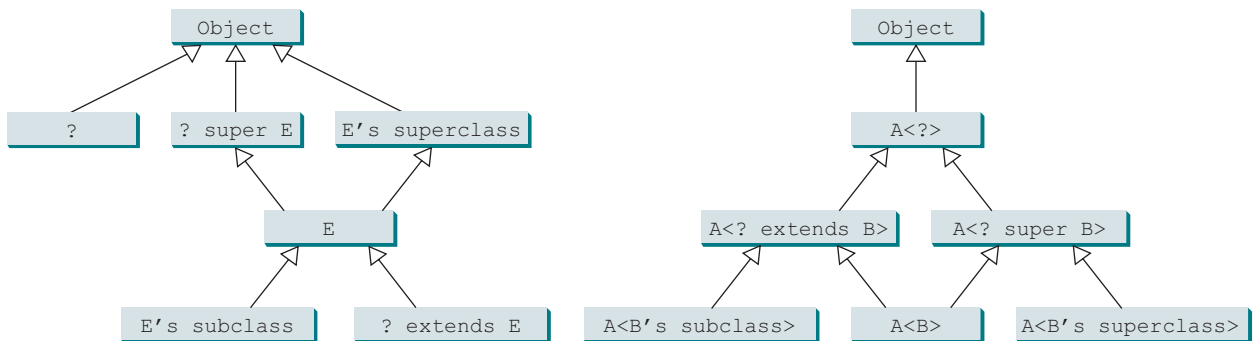 Object
Object
?
? super E
E's superclass
A<?>
E
A<? extends B>
A<? super B>
E's subclass
? extends E
A<B's subclass>
A<B>
A<B's superclass>